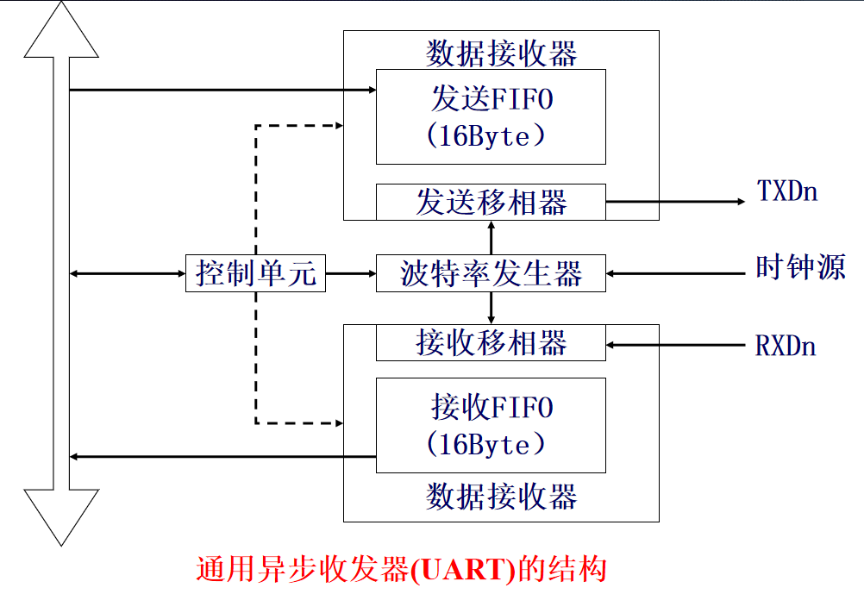 数据接收器
发送FIFO
(16Byte）
发送移相器
TXDn
控制单元
波特率发生器
时钟源
接收移相器
RXDn
接收FIFO
(16Byte）
数据接收器
通用异步收发器(UART)的结构